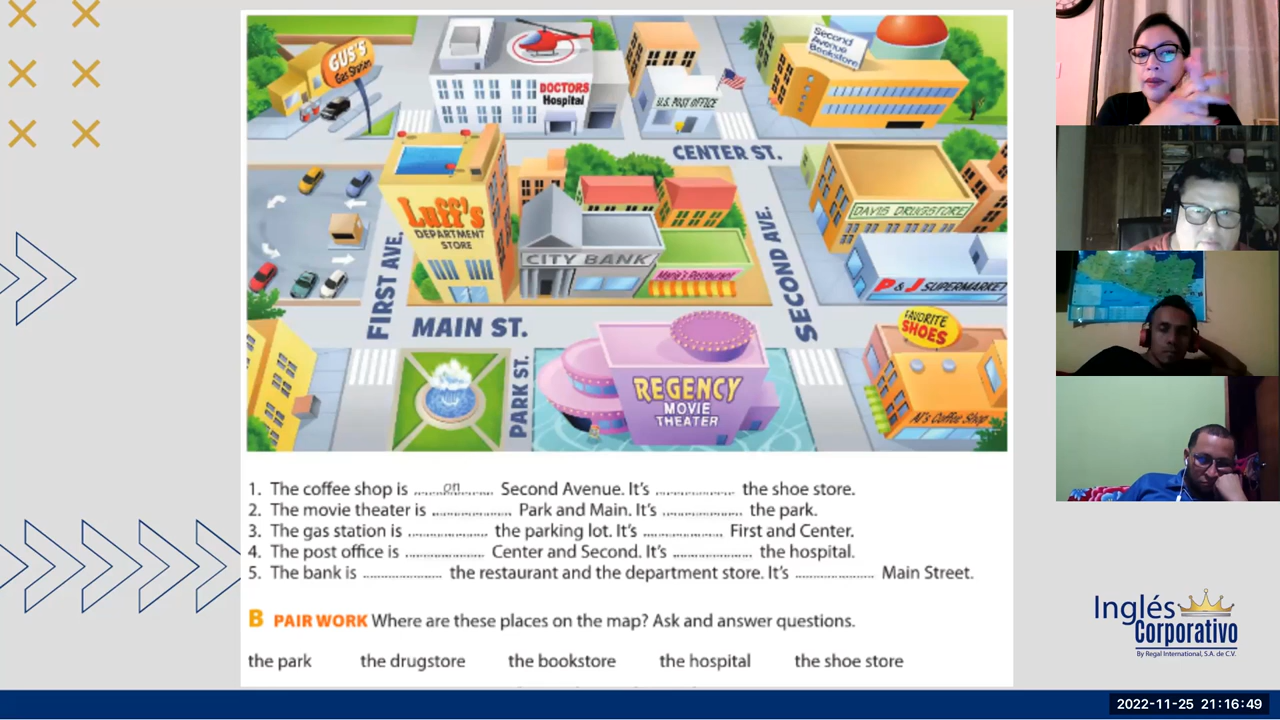 GUS'S
Gas Station
DOCTORS
Hospital
U.S. POST OFFICE
Second
Avenue
Bookstore
CENTER ST.
Luff's
DEPARTMENT
STORE
CITY BANK
Maria's Restaurant
DAVIS DRUGSTORE
P & J SUPERMARKET
FIRST AVE.
SECOND AVE.
MAIN ST.
PARK ST.
REGENCY
MOVIE
THEATER
FAVORITE
SHOES
Al's Coffee Shop
1. The coffee shop is ....on.... Second Avenue. It's ................ the shoe store.
2. The movie theater is ................ Park and Main. It's ................ the park.
3. The gas station is ................ the parking lot. It's ................ First and Center.
4. The post office is ................ Center and Second. It's ................ the hospital.
5. The bank is ................ the restaurant and the department store. It's ................ Main Street.
B PAIR WORK Where are these places on the map? Ask and answer questions.
the park the drugstore the bookstore the hospital the shoe store
Inglés
Corporativo
By Regal International, S.A. de C.V.
2022-11-25 21:16:49